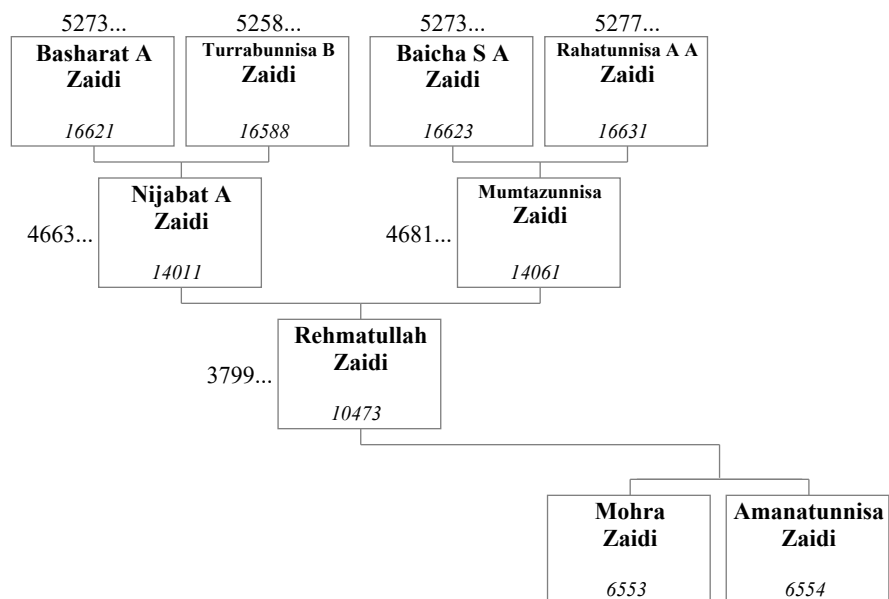 5273... 5258... 5273... 5277...
Basharat A
Zaidi
16621
Turrabunnisa B
Zaidi
16588
Baicha S A
Zaidi
16623
Rahatunnisa A A
Zaidi
16631
4663...
Nijabat A
Zaidi
14011
4681...
Mumtazunnisa
Zaidi
14061
3799...
Rehmatullah
Zaidi
10473
Mohra
Zaidi
6553
Amanatunnisa
Zaidi
6554